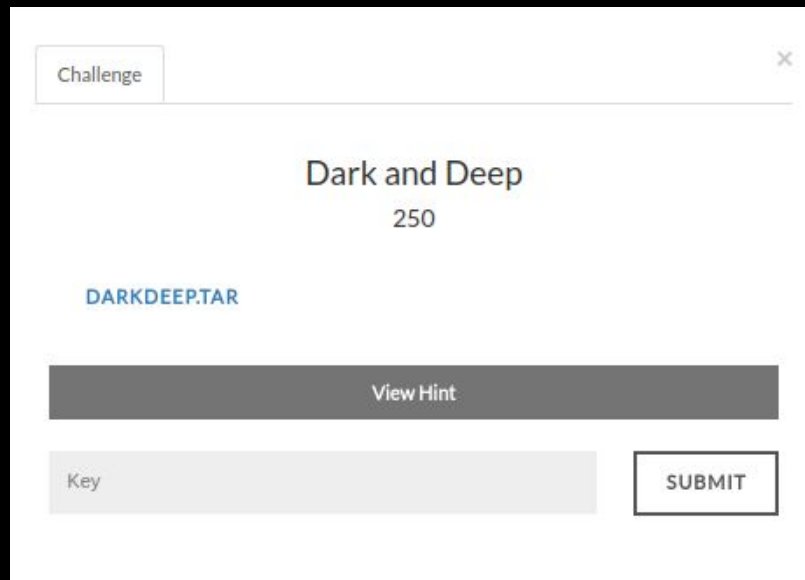 Challenge
×
Dark and Deep
250
DARKDEEP.TAR
View Hint
Key
SUBMIT